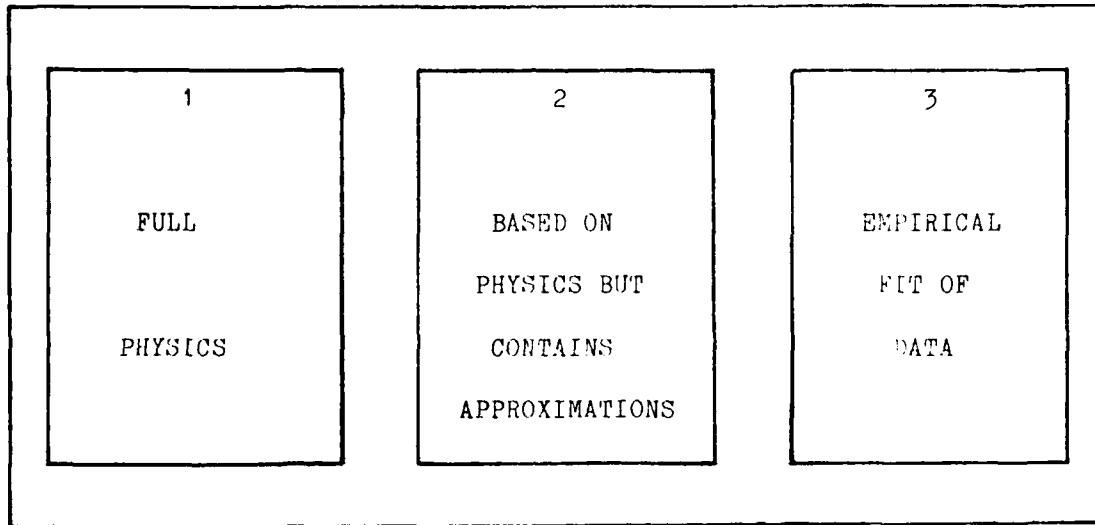 1
FULL
PHYSICS
2
BASED ON
PHYSICS BUT
CONTAINS
APPROXIMATIONS
3
EMPIRICAL
FIT OF
DATA